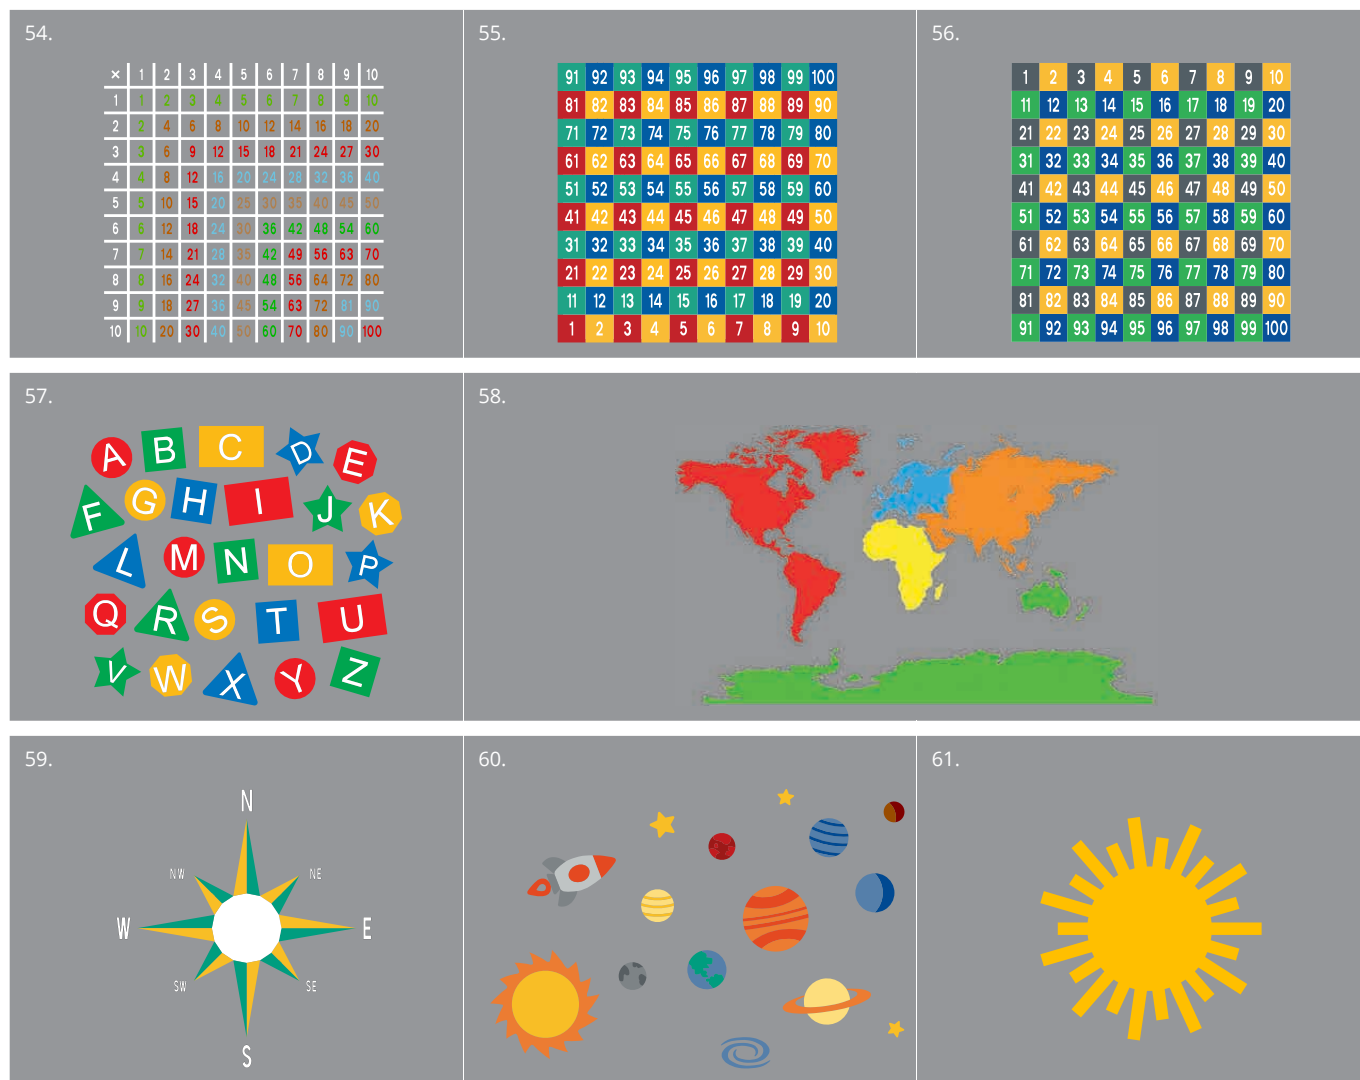 54.
× 1 2 3 4 5 6 7 8 9 10
1 1 2 3 4 5 6 7 8 9 10
2 2 4 6 8 10 12 14 16 18 20
3 3 6 9 12 15 18 21 24 27 30
4 4 8 12 16 20 24 28 32 36 40
5 5 10 15 20 25 30 35 40 45 50
6 6 12 18 24 30 36 42 48 54 60
7 7 14 21 28 35 42 49 56 63 70
8 8 16 24 32 40 48 56 64 72 80
9 9 18 27 36 45 54 63 72 81 90
10 10 20 30 40 50 60 70 80 90 100
55.
91 92 93 94 95 96 97 98 99 100
81 82 83 84 85 86 87 88 89 90
71 72 73 74 75 76 77 78 79 80
61 62 63 64 65 66 67 68 69 70
51 52 53 54 55 56 57 58 59 60
41 42 43 44 45 46 47 48 49 50
31 32 33 34 35 36 37 38 39 40
21 22 23 24 25 26 27 28 29 30
11 12 13 14 15 16 17 18 19 20
1 2 3 4 5 6 7 8 9 10
56.
1 2 3 4 5 6 7 8 9 10
11 12 13 14 15 16 17 18 19 20
21 22 23 24 25 26 27 28 29 30
31 32 33 34 35 36 37 38 39 40
41 42 43 44 45 46 47 48 49 50
51 52 53 54 55 56 57 58 59 60
61 62 63 64 65 66 67 68 69 70
71 72 73 74 75 76 77 78 79 80
81 82 83 84 85 86 87 88 89 90
91 92 93 94 95 96 97 98 99 100
57.
A B C D E
F G H I J K
L M N O P
Q R S T U
V W X Y Z
58.
59.
N
NW NE
W E
SW SE
S
60.
61.